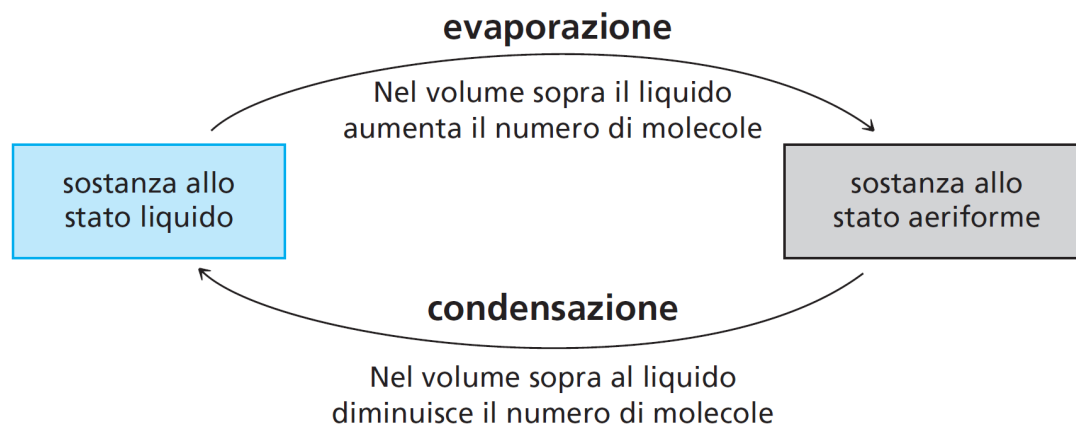 evaporazione
Nel volume sopra il liquido
aumenta il numero di molecole
sostanza allo
stato liquido
sostanza allo
stato aeriforme
condensazione
Nel volume sopra al liquido
diminuisce il numero di molecole